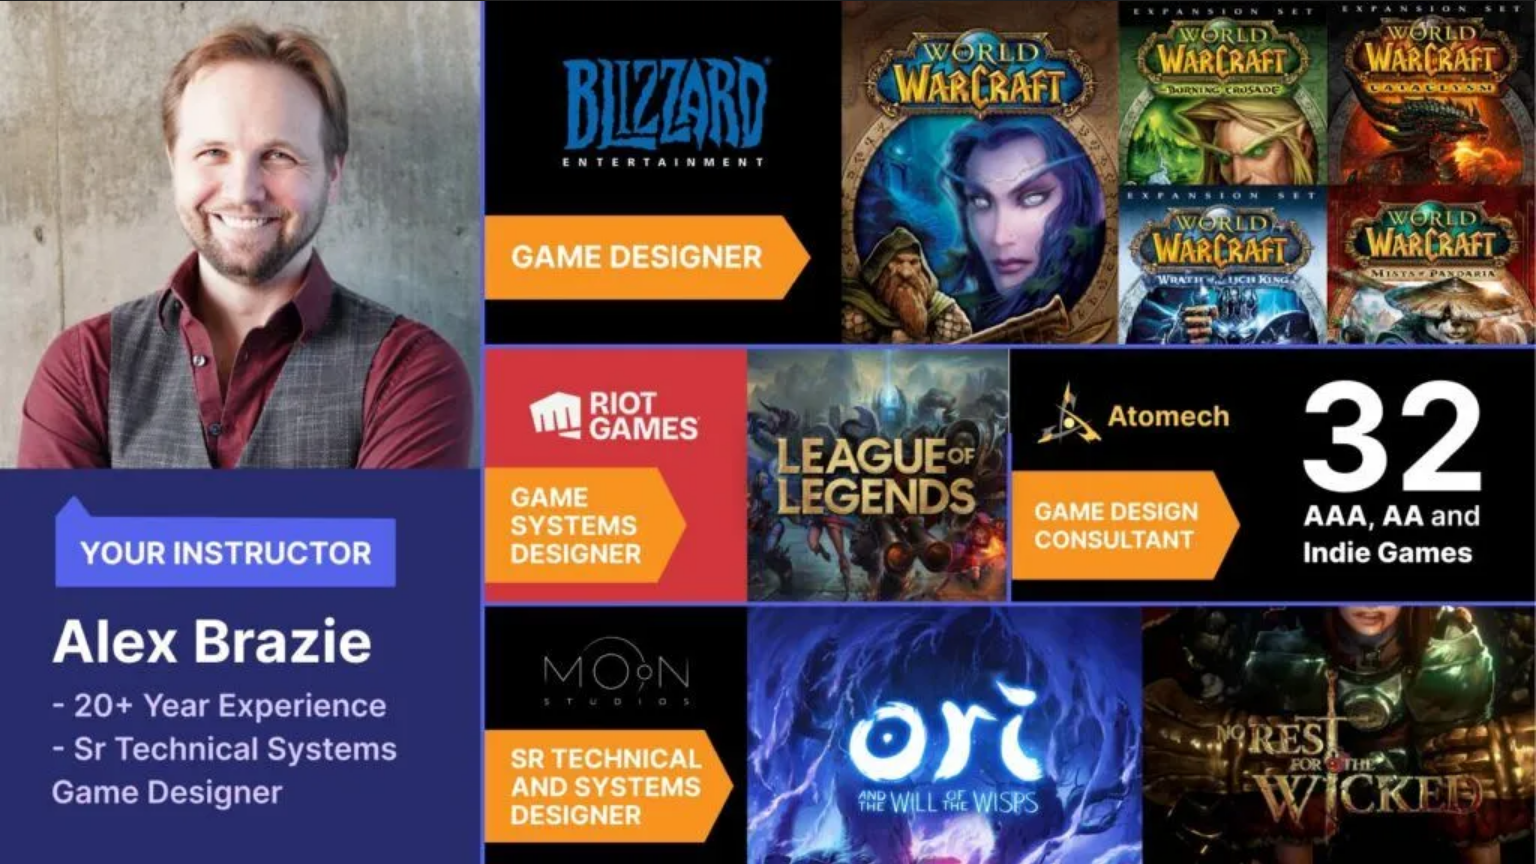 YOUR INSTRUCTOR
Alex Brazie
- 20+ Year Experience
- Sr Technical Systems
Game Designer
BLIZZARD
ENTERTAINMENT
GAME DESIGNER
WORLD
OF
WARCRAFT
EXPANSION SET
WORLD
WARCRAFT
BURNING CRUSADE
EXPANSION SET
WORLD
WARCRAFT
CATACLYSM
EXPANSION SET
WORLD
WARCRAFT
WRATH OF THE LICH KING
WORLD
WARCRAFT
MISTS OF PANDARIA
RIOT
GAMES
GAME
SYSTEMS
DESIGNER
LEAGUE OF
LEGENDS
Atomech
GAME DESIGN
CONSULTANT
32
AAA, AA and
Indie Games
MOON
STUDIOS
SR TECHNICAL
AND SYSTEMS
DESIGNER
ori
AND THE WILL OF THE WISPS
NO REST
FOR THE
WICKED